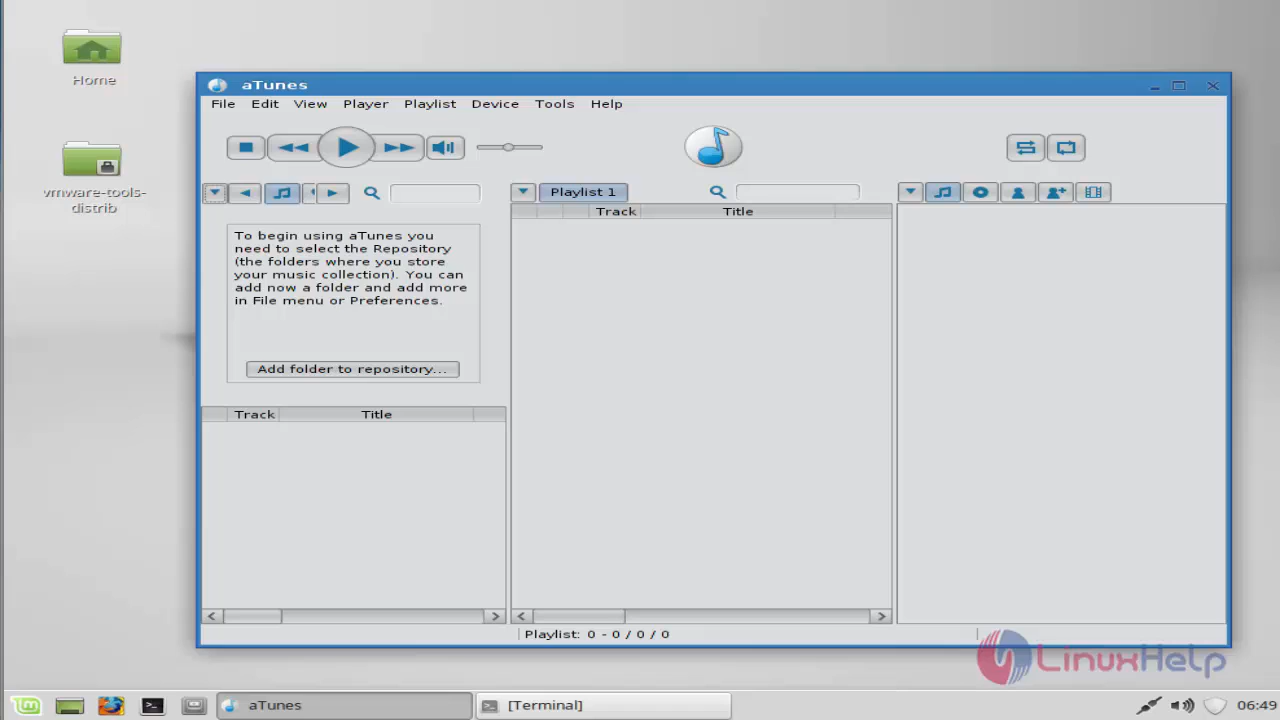 Home
vmware-tools-
distrib
aTunes
File Edit View Player Playlist Device Tools Help
Playlist 1
Track Title
To begin using aTunes you
need to select the Repository
(the folders where you store
your music collection). You can
add now a folder and add more
in File menu or Preferences.
Add folder to repository...
Track Title
Playlist: 0 - 0 / 0 / 0
LinuxHelp
aTunes
[Terminal]
06:49